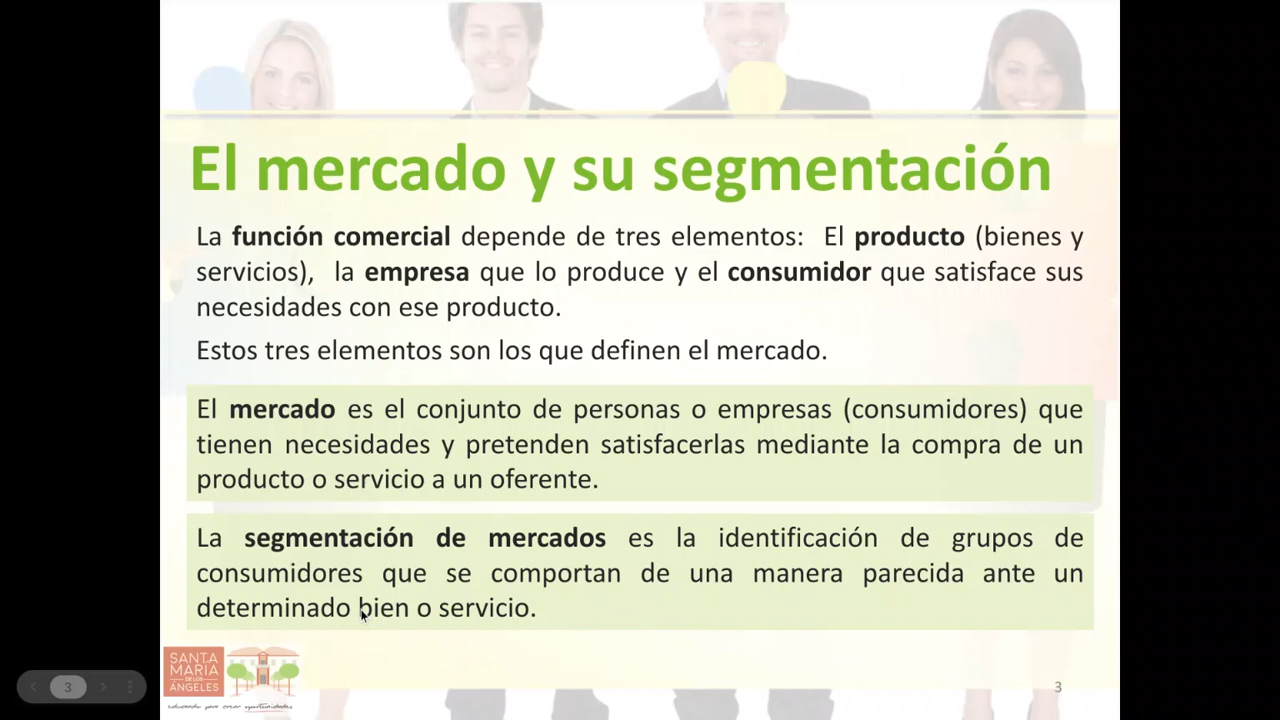 El mercado y su segmentación
La función comercial depende de tres elementos: El producto (bienes y
servicios), la empresa que lo produce y el consumidor que satisface sus
necesidades con ese producto.
Estos tres elementos son los que definen el mercado.
El mercado es el conjunto de personas o empresas (consumidores) que
tienen necesidades y pretenden satisfacerlas mediante la compra de un
producto o servicio a un oferente.
La segmentación de mercados es la identificación de grupos de
consumidores que se comportan de una manera parecida ante un
determinado bien o servicio.
SANTA
MARIA
DE LOS
ÁNGELES
educando para crear oportunidades
3
3